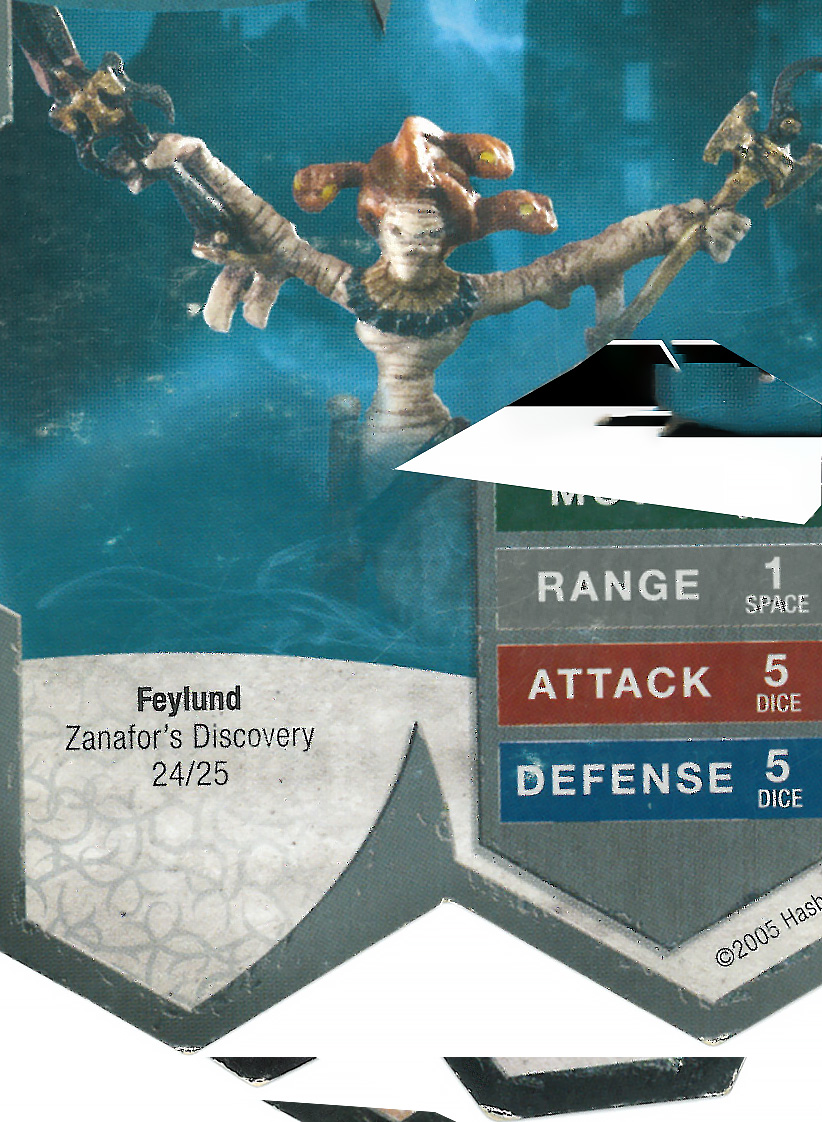 RANGE 1
SPACE
ATTACK 5
DICE
DEFENSE 5
DICE
Feylund
Zanafor's Discovery
24/25
©2005